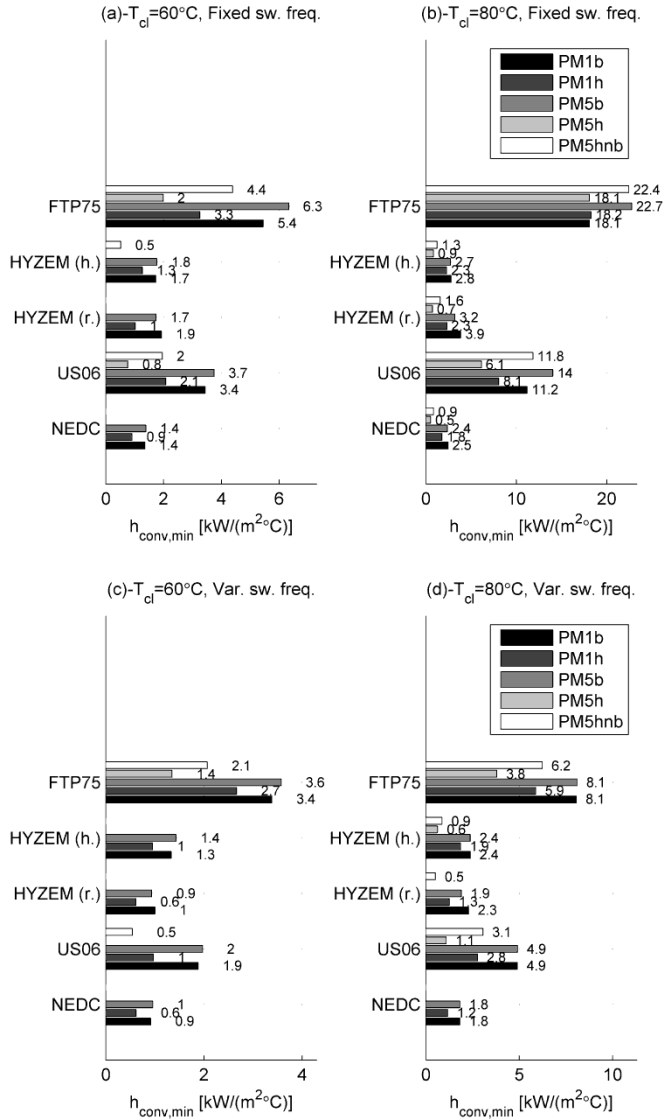 (a)-T_cl=60°C, Fixed sw. freq.
(b)-T_cl=80°C, Fixed sw. freq.
PM1b
PM1h
PM5b
PM5h
PM5hnb
FTP75
4.4
2
6.3
3.3
5.4
HYZEM (h.)
0.5
1.8
1.3
1.7
HYZEM (r.)
1.7
1
1.9
US06
2
0.8
3.7
2.1
3.4
NEDC
1.4
0.9
1.4
0 2 4 6
h_conv,min [kW/(m²°C)]
FTP75
22.4
18.1
22.7
18.2
18.1
HYZEM (h.)
1.3
0.9
2.7
2.3
2.8
HYZEM (r.)
1.6
0.7
3.2
2.3
3.9
US06
11.8
6.1
14
8.1
11.2
NEDC
0.9
0.5
2.4
1.8
2.5
0 10 20
h_conv,min [kW/(m²°C)]
(c)-T_cl=60°C, Var. sw. freq.
(d)-T_cl=80°C, Var. sw. freq.
PM1b
PM1h
PM5b
PM5h
PM5hnb
FTP75
2.1
1.4
3.6
2.7
3.4
HYZEM (h.)
1.4
1
1.3
HYZEM (r.)
0.9
0.6
1
US06
0.5
2
1
1.9
NEDC
1
0.6
0.9
0 2 4
h_conv,min [kW/(m²°C)]
FTP75
6.2
3.8
8.1
5.9
8.1
HYZEM (h.)
0.9
0.6
2.4
1.9
2.4
HYZEM (r.)
0.5
1.9
1.3
2.3
US06
3.1
1.1
4.9
2.8
4.9
NEDC
1.8
1.2
1.8
0 5 10
h_conv,min [kW/(m²°C)]